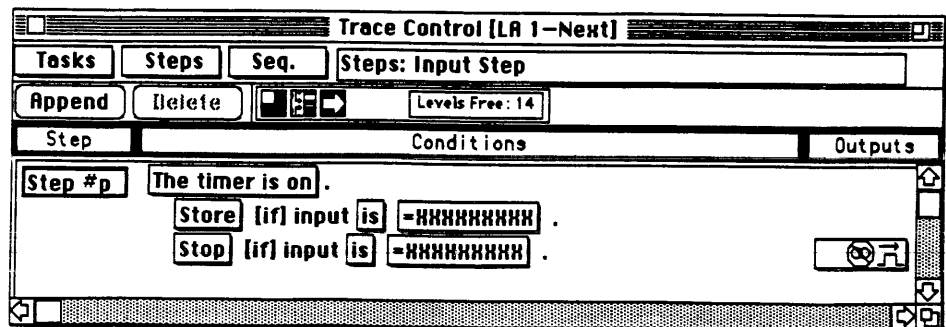 Trace Control [LA 1—Next]
Tasks Steps Seq. Steps: Input Step
Append Delete Levels Free: 14
Step Conditions Outputs
Step #p The timer is on .
Store [if] input is =XXXXXXXXX .
Stop [if] input is =XXXXXXXXX .